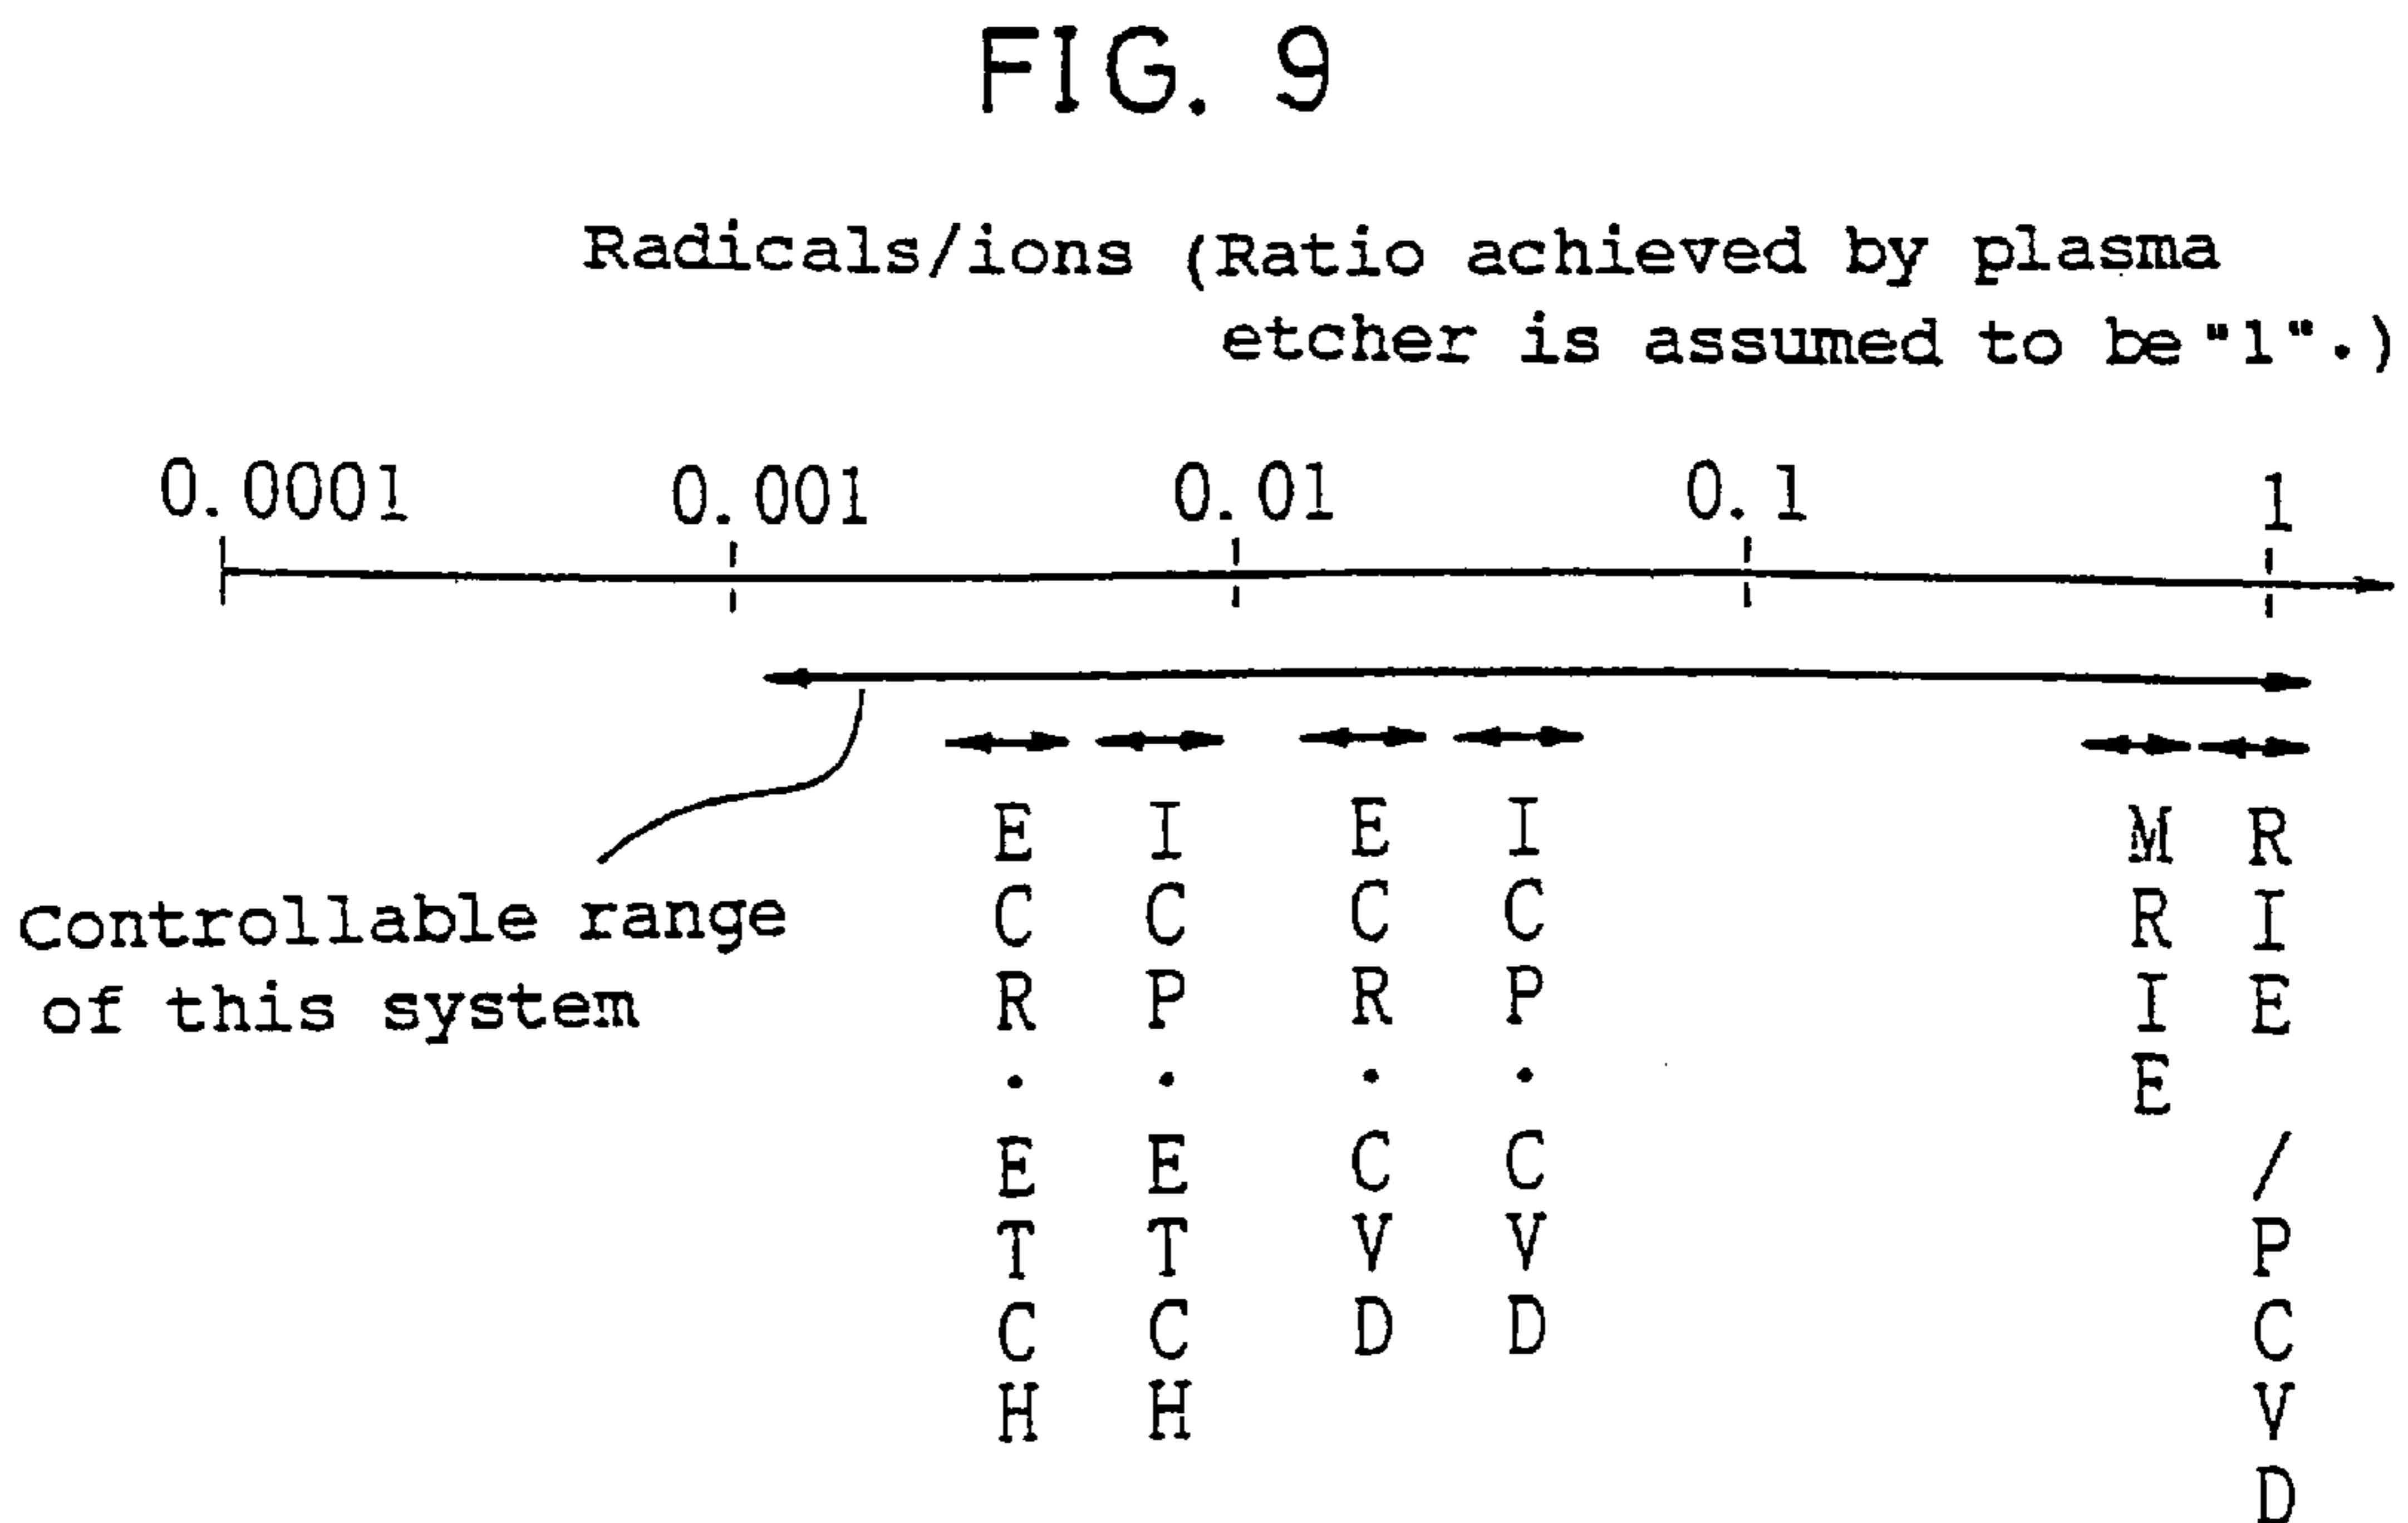 FIG. 9
Radicals/ions (Ratio achieved by plasma
etcher is assumed to be "1".)
0.0001 0.001 0.01 0.1 1
Controllable range
of this system
ECR·ETCH
ICP·ETCH
ECR·CVD
ICP·CVD
MRIE
RIE/PCVD